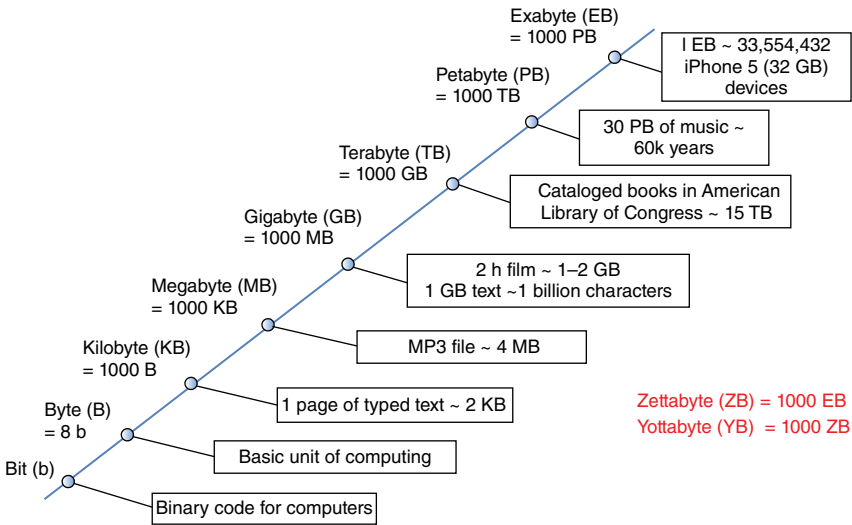 Exabyte (EB)
= 1000 PB
I EB ~ 33,554,432
iPhone 5 (32 GB)
devices
Petabyte (PB)
= 1000 TB
30 PB of music ~
60k years
Terabyte (TB)
= 1000 GB
Cataloged books in American
Library of Congress ~ 15 TB
Gigabyte (GB)
= 1000 MB
2 h film ~ 1–2 GB
1 GB text ~1 billion characters
Megabyte (MB)
= 1000 KB
MP3 file ~ 4 MB
Kilobyte (KB)
= 1000 B
1 page of typed text ~ 2 KB
Zettabyte (ZB) = 1000 EB
Yottabyte (YB) = 1000 ZB
Byte (B)
= 8 b
Basic unit of computing
Bit (b)
Binary code for computers